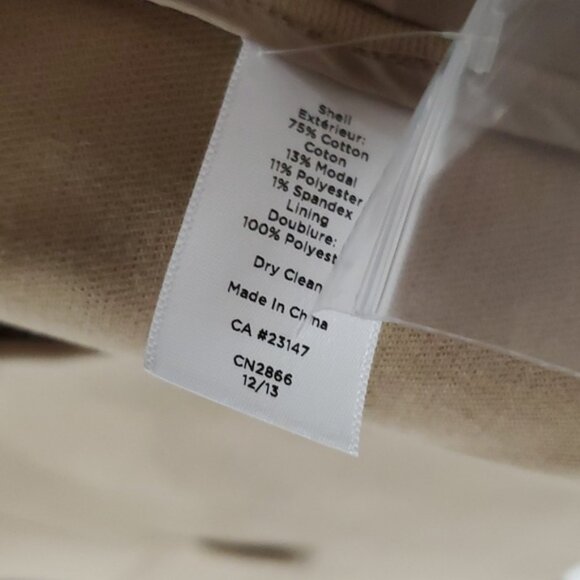 Shell
Extérieur:
75% Cotton
Coton
13% Modal
11% Polyester
1% Spandex
Lining
Doublure:
100% Polyest
Dry Clean
Made In China
CA #23147
CN2866
12/13